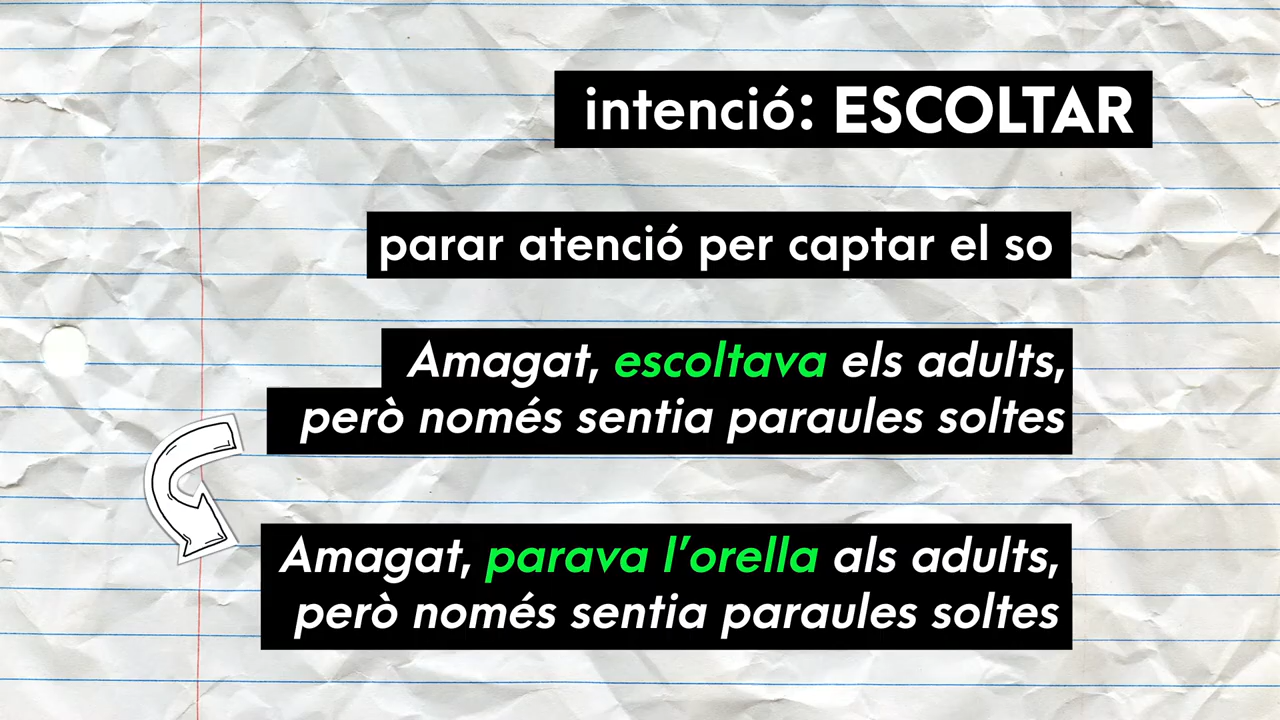 intenció: ESCOLTAR
parar atenció per captar el so
Amagat, escoltava els adults,
però només sentia paraules soltes
Amagat, parava l’orella als adults,
però només sentia paraules soltes